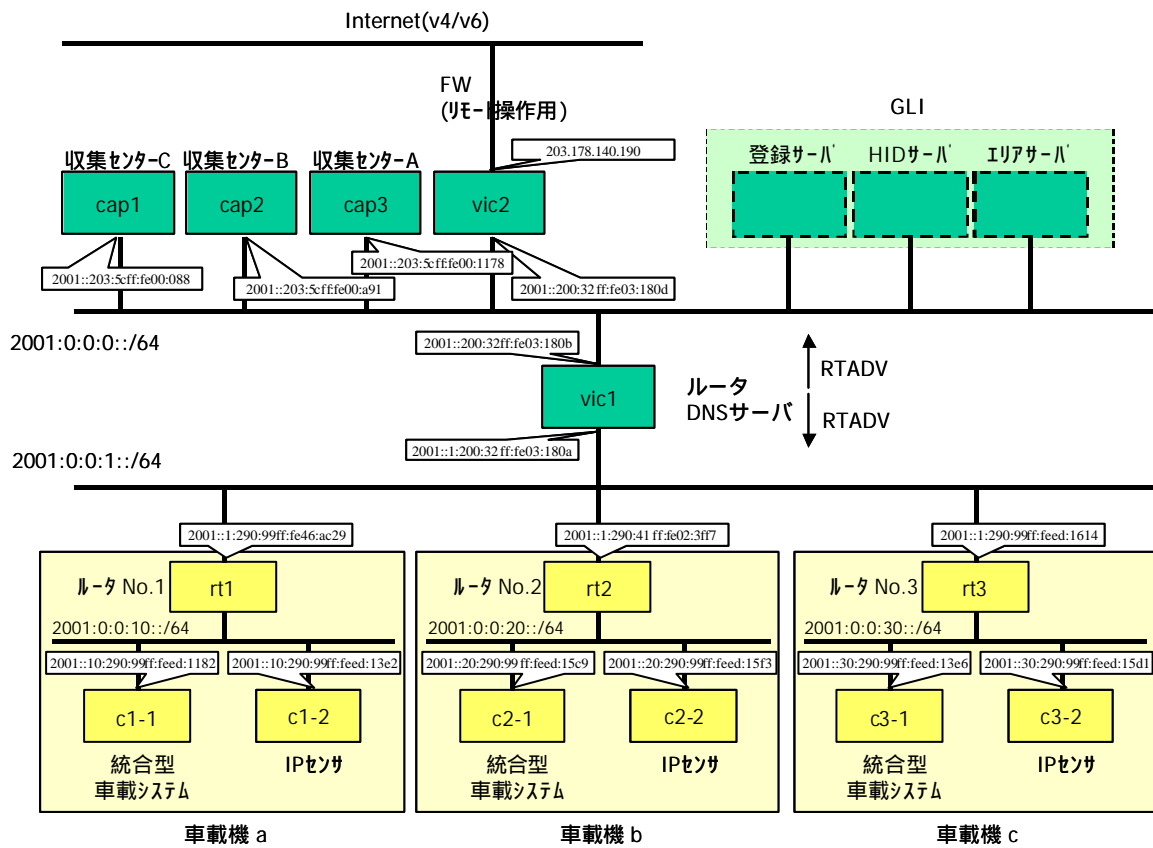 Internet(v4/v6)
FW
(リモート操作用)
GLI
203.178.140.190
収集センターC
収集センターB
収集センターA
登録サーバ
HIDサーバ
エリアサーバ
cap1
cap2
cap3
vic2
2001::203:5cff:fe00:088
2001::203:5cff:fe00:a91
2001::203:5cff:fe00:1178
2001::200:32ff:fe03:180d
2001:0:0:0::/64
2001::200:32ff:fe03:180b
vic1
ルータ
DNSサーバ
RTADV
RTADV
2001::1:200:32ff:fe03:180a
2001:0:0:1::/64
2001::1:290:99ff:fe46:ac29
2001::1:290:41ff:fe02:3ff7
2001::1:290:99ff:feed:1614
ルータ No.1
rt1
ルータ No.2
rt2
ルータ No.3
rt3
2001:0:0:10::/64
2001:0:0:20::/64
2001:0:0:30::/64
2001::10:290:99ff:feed:1182
2001::10:290:99ff:feed:13e2
2001::20:290:99ff:feed:15c9
2001::20:290:99ff:feed:15f3
2001::30:290:99ff:feed:13e6
2001::30:290:99ff:feed:15d1
c1-1
c1-2
c2-1
c2-2
c3-1
c3-2
統合型
車載システム
IPセンサ
統合型
車載システム
IPセンサ
統合型
車載システム
IPセンサ
車載機 a
車載機 b
車載機 c